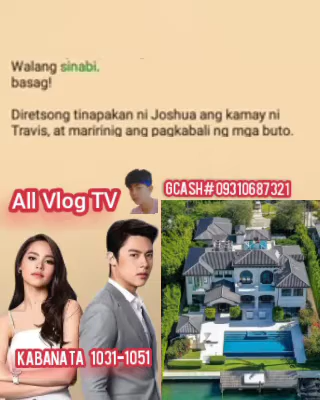 Walang sinabi.
basag!
Diretsong tinapakan ni Joshua ang kamay ni
Travis, at maririnig ang pagkabali ng mga buto.
All Vlog TV
GCASH#09310687321
KABANATA 1031-1051